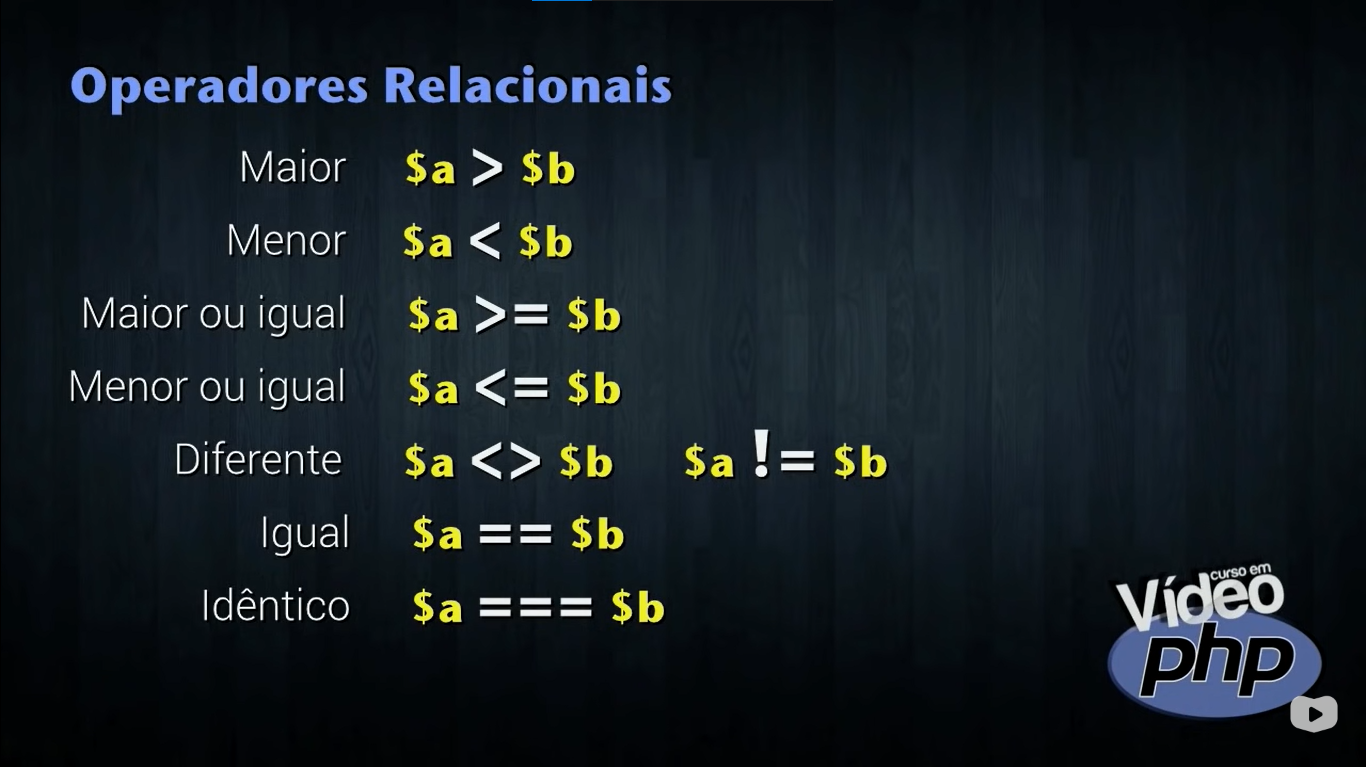 Operadores Relacionais
Maior $a > $b
Menor $a < $b
Maior ou igual $a >= $b
Menor ou igual $a <= $b
Diferente $a <> $b $a != $b
Igual $a == $b
Idêntico $a === $b
curso em
Vídeo
php